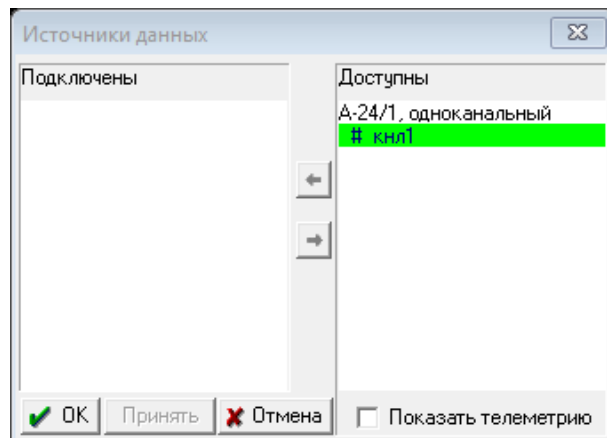 Источники данных
Подключены
Доступны
А-24/1, одноканальный
# кнл1
OK
Принять
Отмена
Показать телеметрию